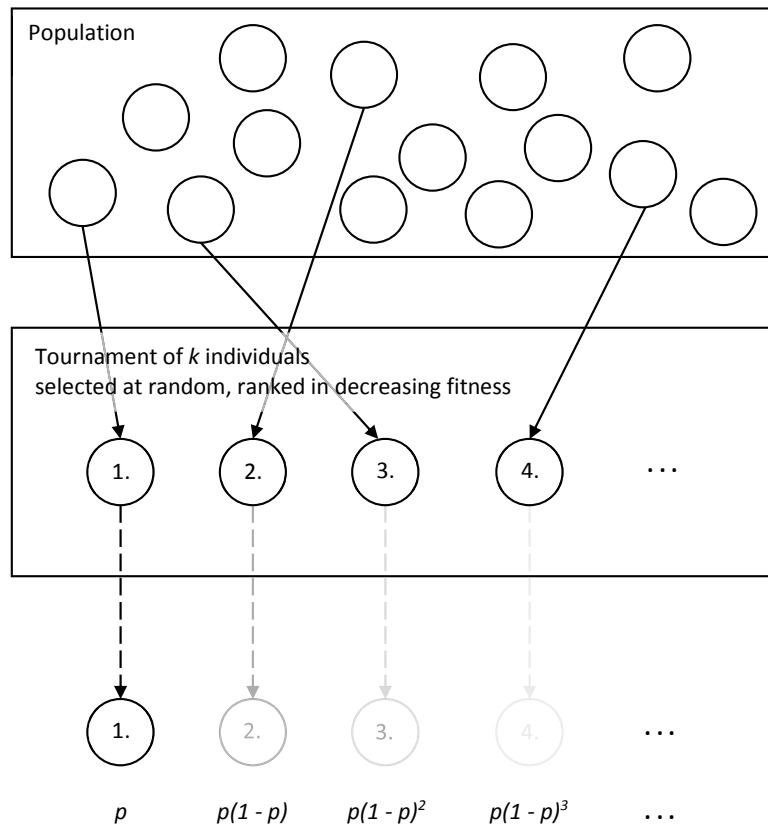 Population
Tournament of k individuals
selected at random, ranked in decreasing fitness
1. 2. 3. 4. ...
1. 2. 3. 4. ...
p p(1 - p) p(1 - p)² p(1 - p)³ ...